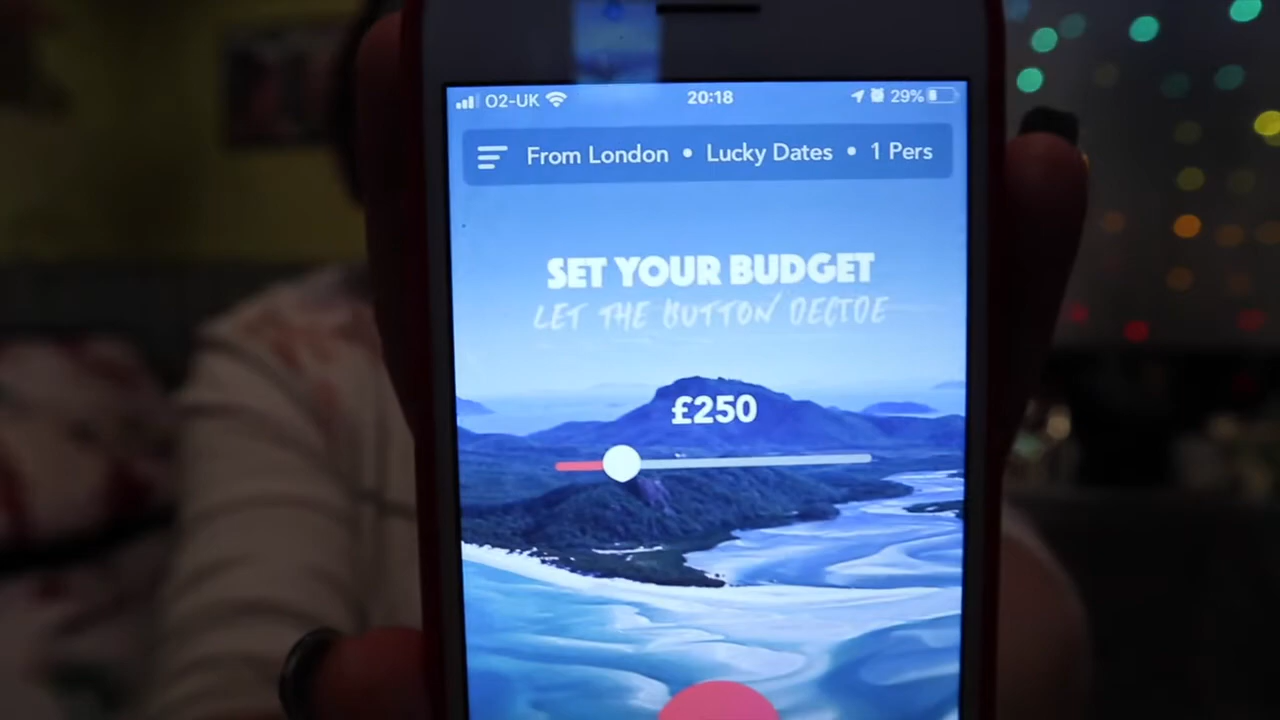 O2-UK 20:18 29%
From London • Lucky Dates • 1 Pers
SET YOUR BUDGET
LET THE BUTTON DECIDE
£250